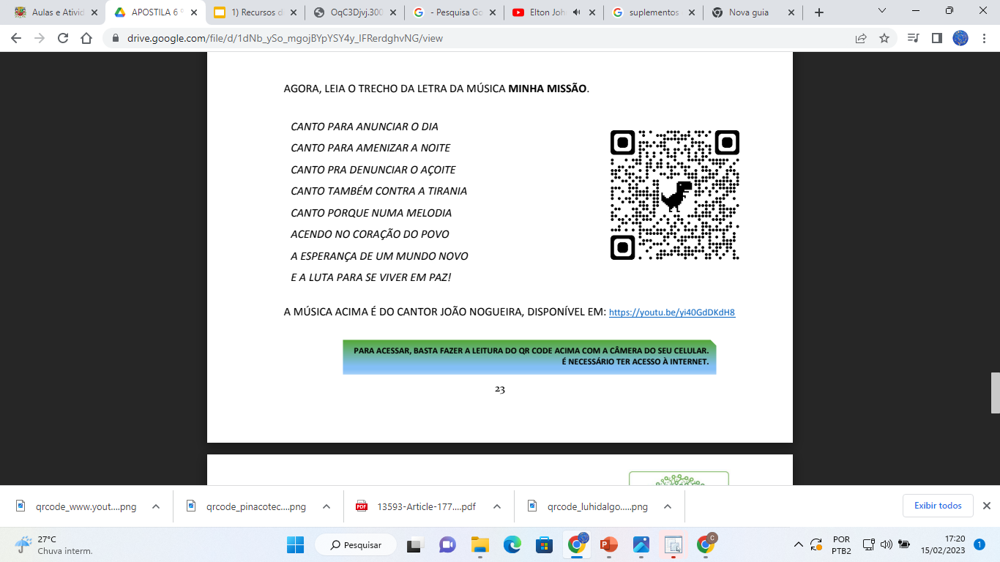 Aulas e Ativid
APOSTILA 6 º
1) Recursos d
OqC3Djvj.300
- Pesquisa Go
Elton Joh
suplementos
Nova guia
drive.google.com/file/d/1dNb_ySo_mgojBYpYSY4y_IFRerdghvNG/view
AGORA, LEIA O TRECHO DA LETRA DA MÚSICA MINHA MISSÃO.
CANTO PARA ANUNCIAR O DIA
CANTO PARA AMENIZAR A NOITE
CANTO PRA DENUNCIAR O AÇOITE
CANTO TAMBÉM CONTRA A TIRANIA
CANTO PORQUE NUMA MELODIA
ACENDO NO CORAÇÃO DO POVO
A ESPERANÇA DE UM MUNDO NOVO
E A LUTA PARA SE VIVER EM PAZ!
A MÚSICA ACIMA É DO CANTOR JOÃO NOGUEIRA, DISPONÍVEL EM: https://youtu.be/yi40GdDKdH8
PARA ACESSAR, BASTA FAZER A LEITURA DO QR CODE ACIMA COM A CÂMERA DO SEU CELULAR.
É NECESSÁRIO TER ACESSO À INTERNET.
23
qrcode_www.yout....png
qrcode_pinacotec....png
PDF
13593-Article-177....pdf
qrcode_luhidalgo.....png
Exibir todos
27°C
Chuva interm.
Pesquisar
C
POR
PTB2
17:20
15/02/2023
1